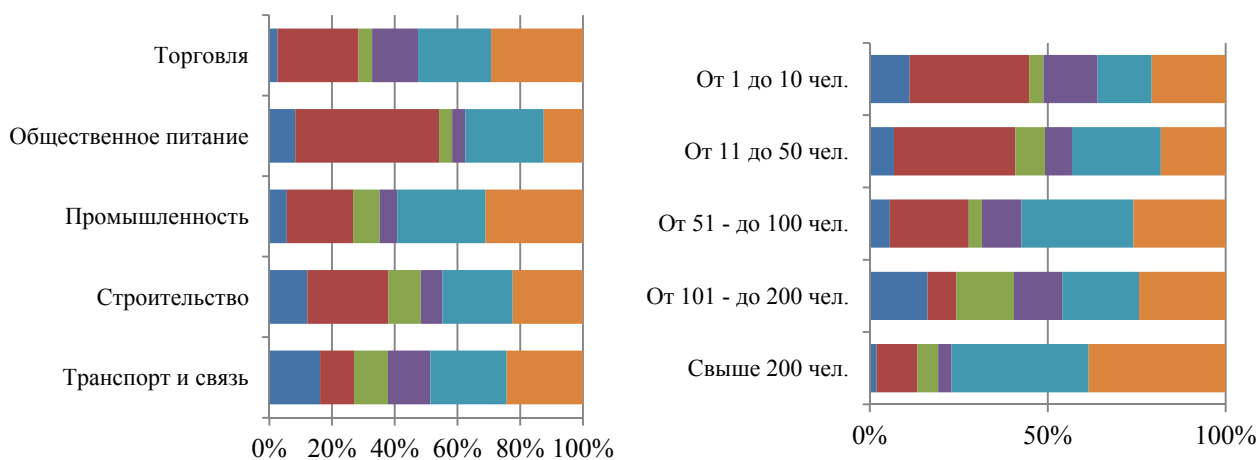 Торговля
Общественное питание
Промышленность
Строительство
Транспорт и связь
0% 20% 40% 60% 80% 100%
От 1 до 10 чел.
От 11 до 50 чел.
От 51 - до 100 чел.
От 101 - до 200 чел.
Свыше 200 чел.
0% 50% 100%